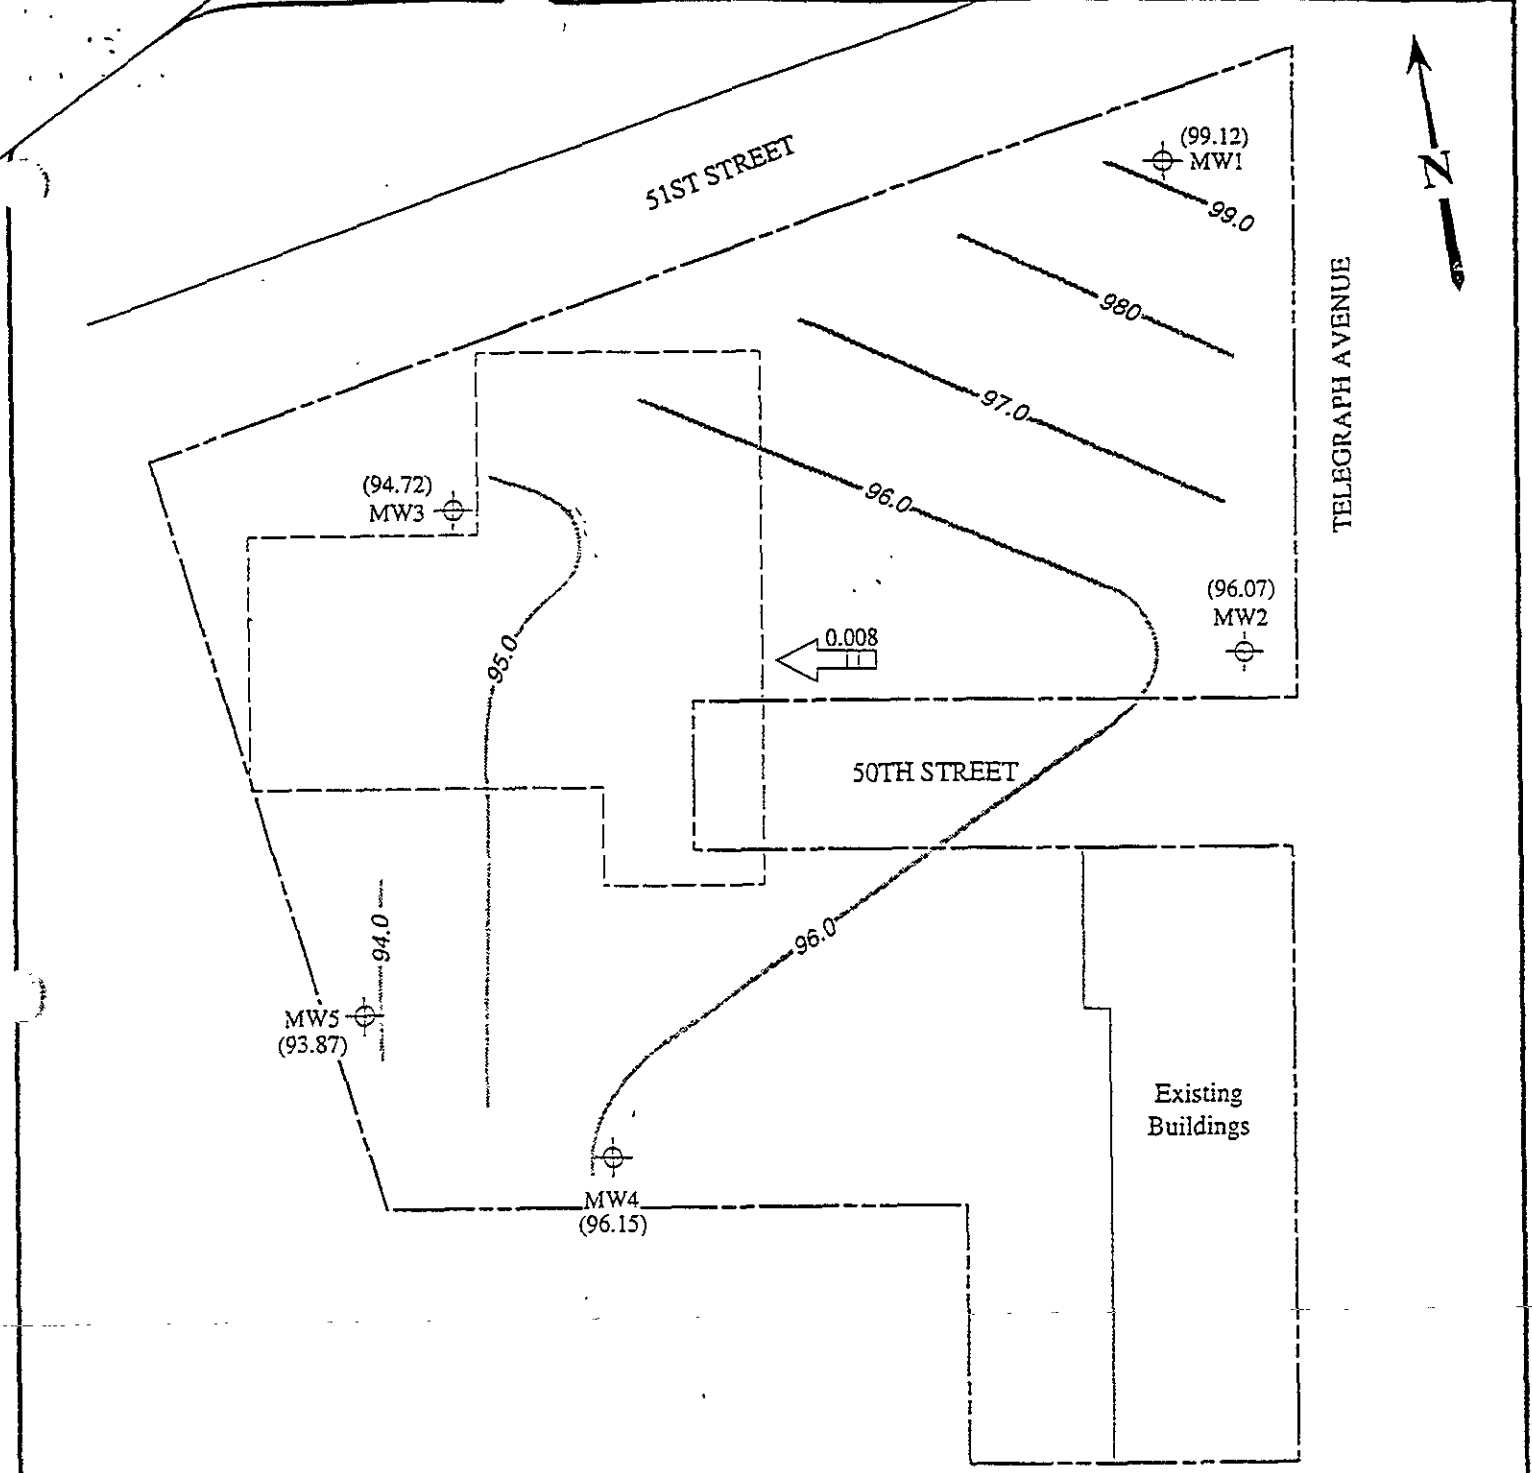 51ST STREET
(99.12)
MW1
N
99.0
980
TELEGRAPH AVENUE
97.0
96.0
(94.72)
MW3
(96.07)
MW2
0.008
95.0
50TH STREET
94.0
96.0
MW5
(93.87)
Existing
Buildings
MW4
(96.15)